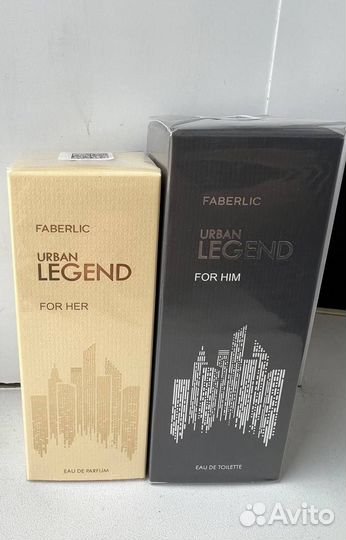 FABERLIC
URBAN
LEGEND
FOR HER
EAU DE PARFUM
FABERLIC
URBAN
LEGEND
FOR HIM
EAU DE TOILETTE
Avito